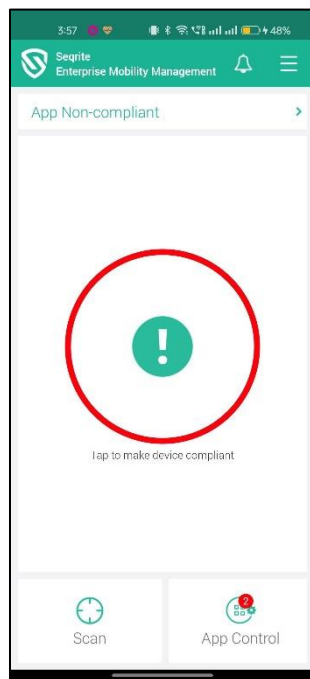 3:57 48%
Seqrite
Enterprise Mobility Management
App Non-compliant
!
Tap to make device compliant
2
Scan App Control